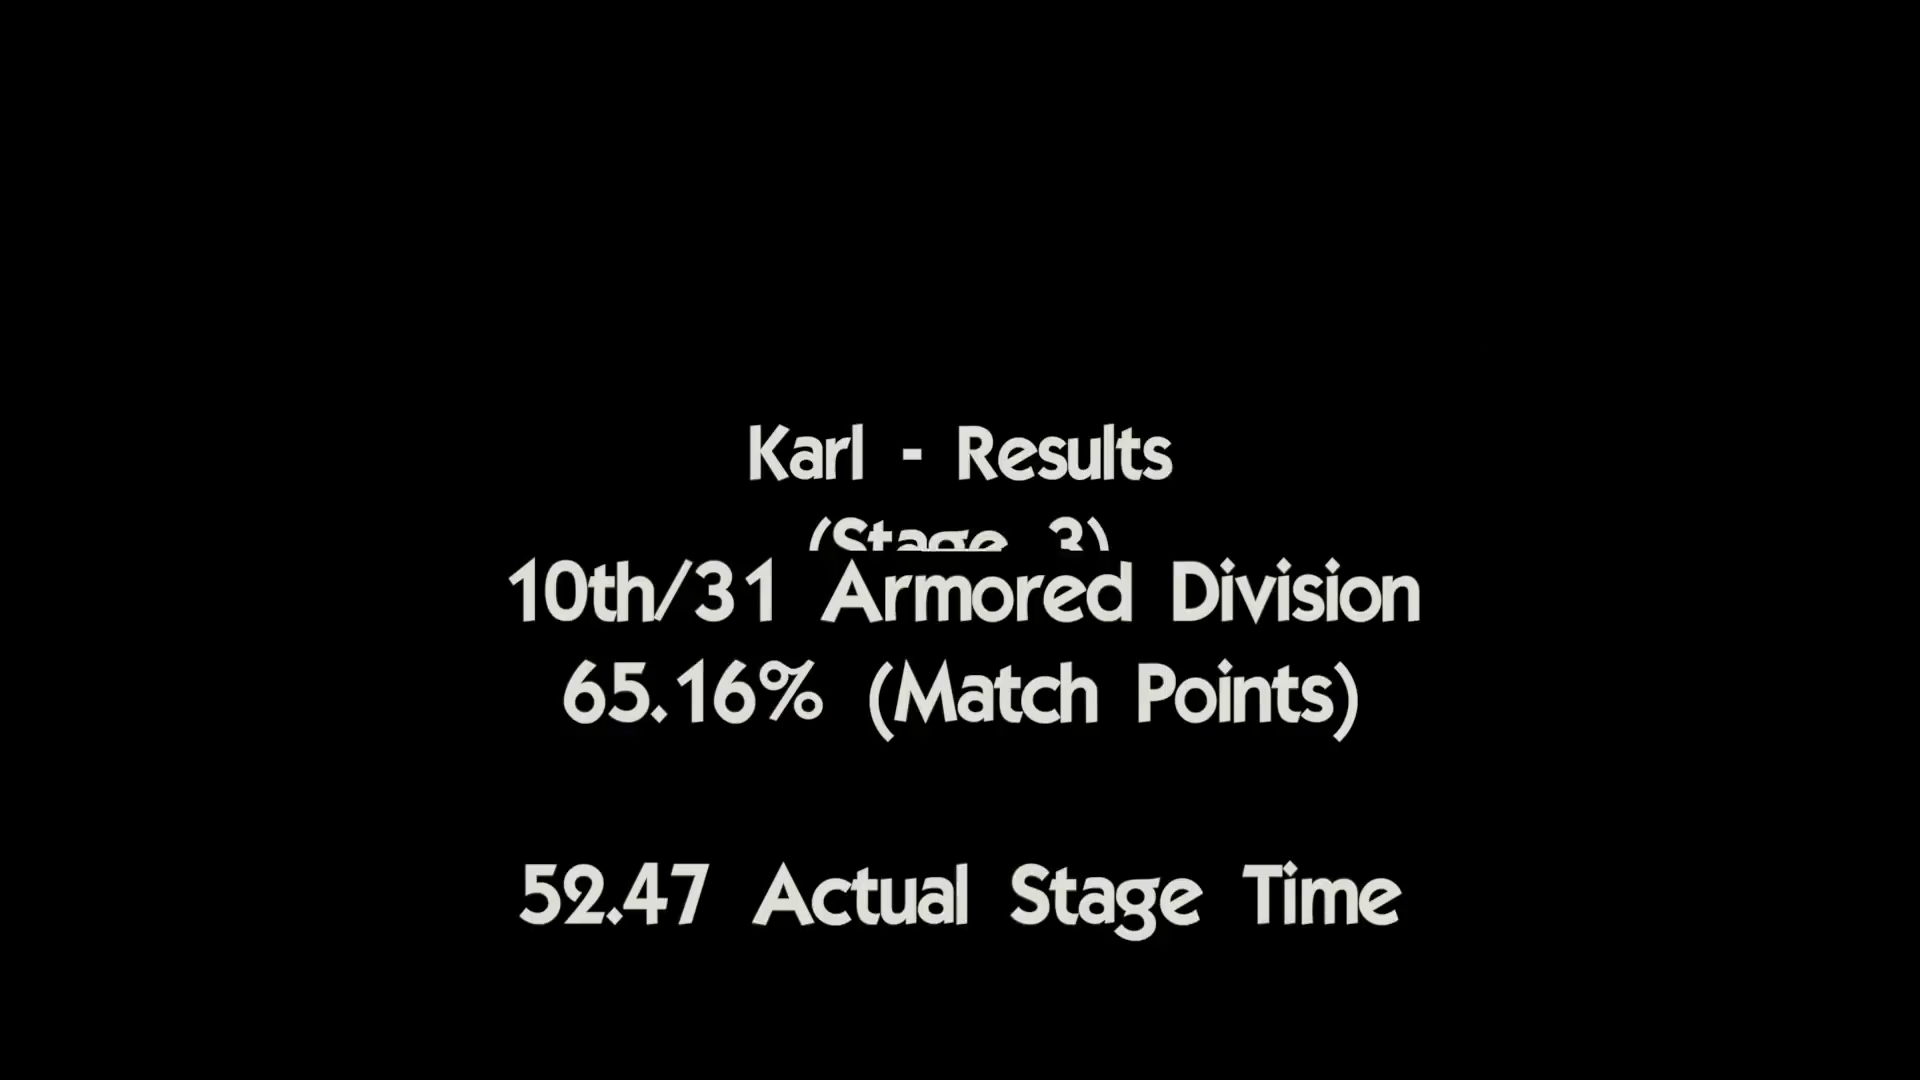 Karl - Results
(Stage 3)
10th/31 Armored Division
65.16% (Match Points)
52.47 Actual Stage Time